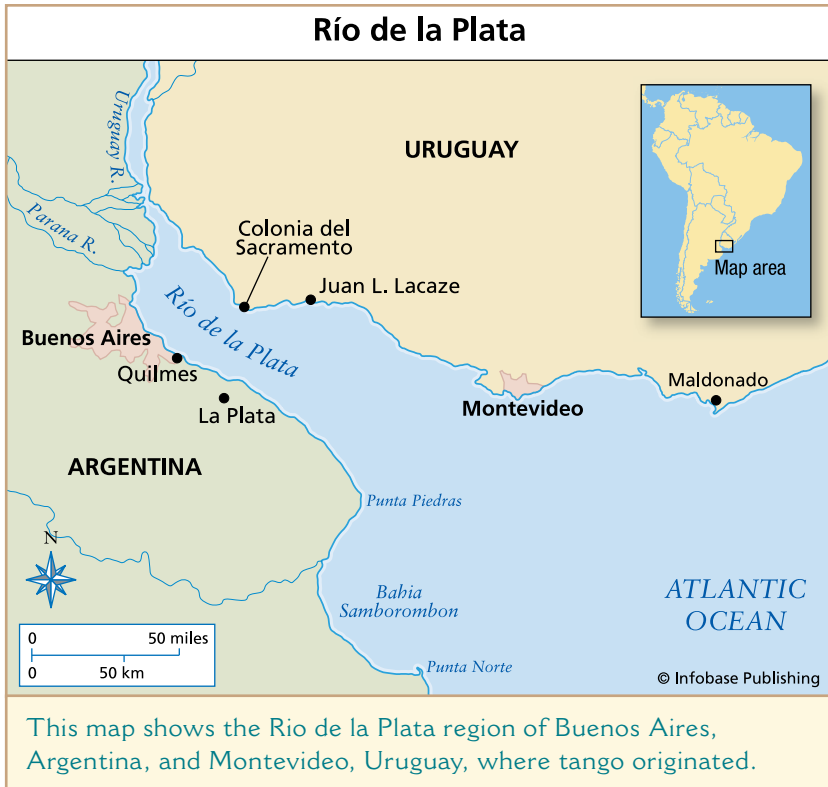 Río de la Plata
Uruguay R.
Parana R.
URUGUAY
Map area
Colonia del
Sacramento
Juan L. Lacaze
Río de la Plata
Buenos Aires
Quilmes
La Plata
Montevideo
Maldonado
ARGENTINA
Punta Piedras
N
Bahia
Samborombon
ATLANTIC
OCEAN
0 50 miles
0 50 km
Punta Norte
© Infobase Publishing
This map shows the Rio de la Plata region of Buenos Aires,
Argentina, and Montevideo, Uruguay, where tango originated.